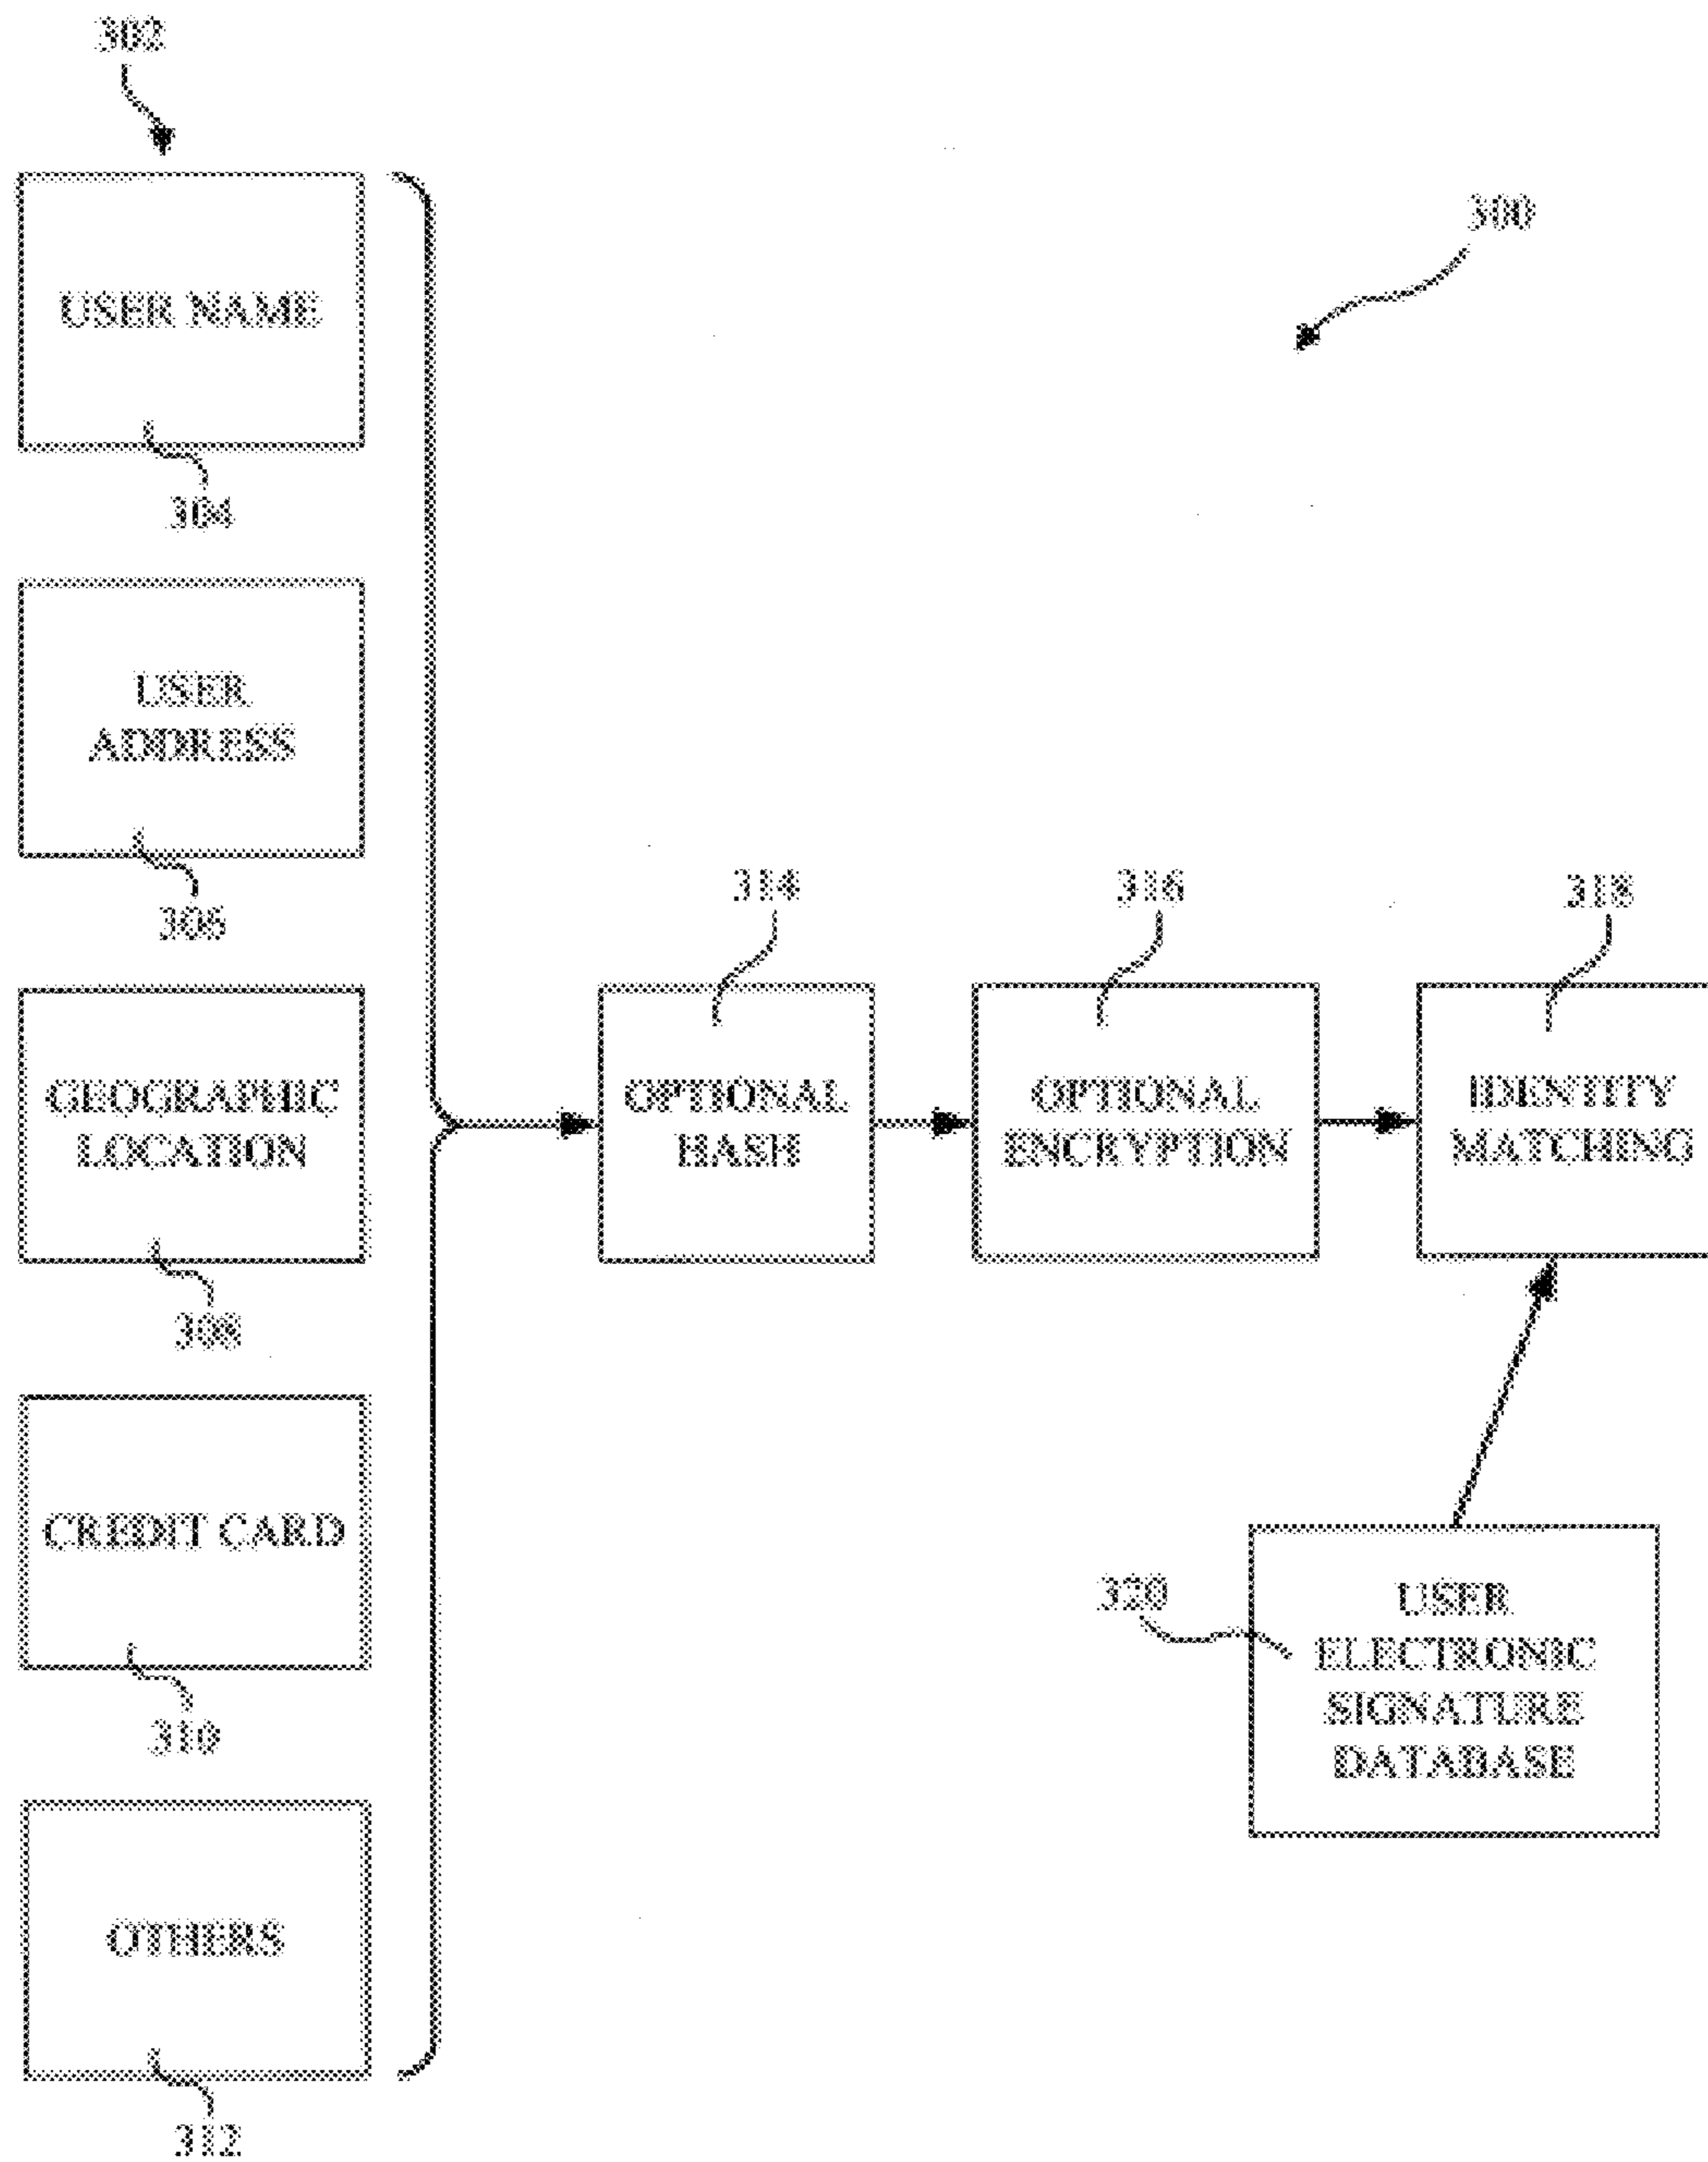 302
300
USER NAME
304
USER
ADDRESS
306
GEOGRAPHIC
LOCATION
308
CREDIT CARD
310
OTHERS
312
314
OPTIONAL
HASH
316
OPTIONAL
ENCRYPTION
318
IDENTITY
MATCHING
320
USER
ELECTRONIC
SIGNATURE
DATABASE